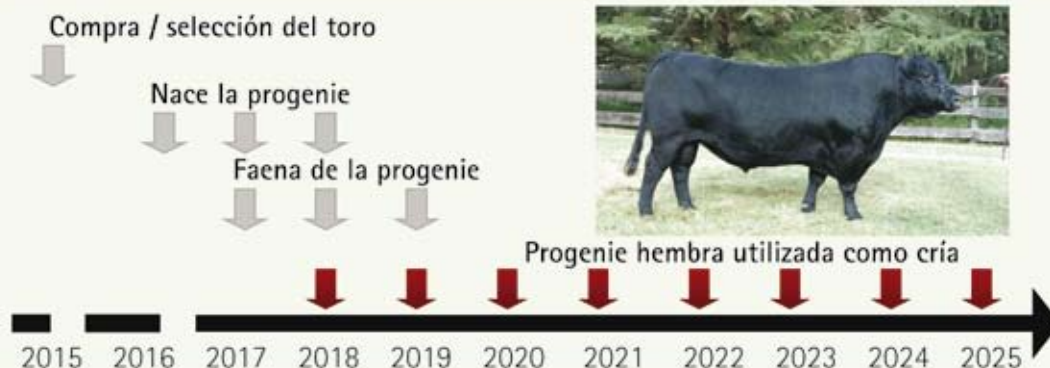 Compra / selección del toro
Nace la progenie
Faena de la progenie
Progenie hembra utilizada como cría
2015 2016 2017 2018 2019 2020 2021 2022 2023 2024 2025